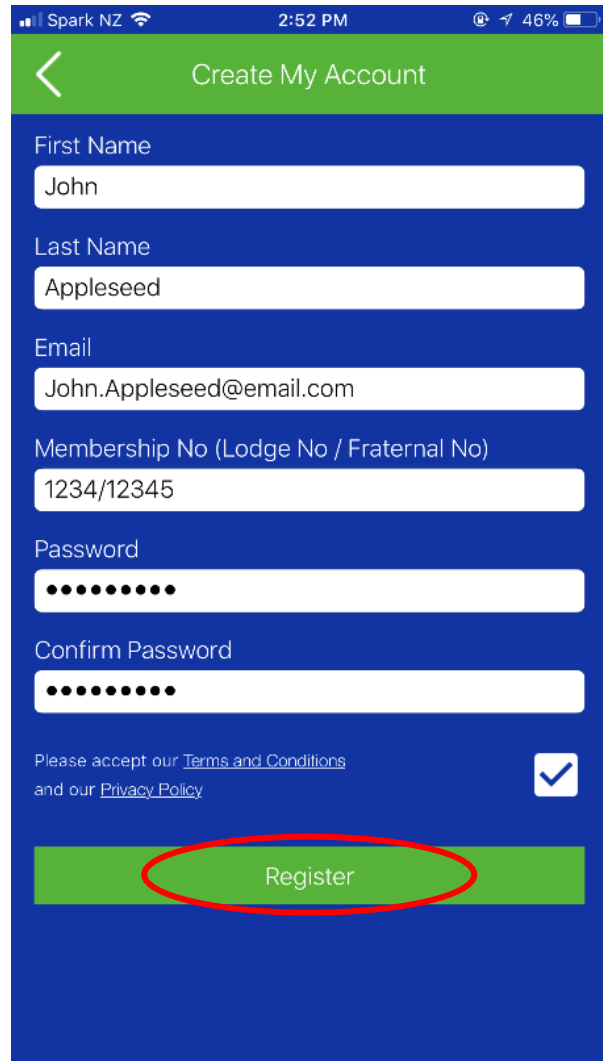 Spark NZ 2:52 PM 46%
Create My Account
First Name
John
Last Name
Appleseed
Email
John.Appleseed@email.com
Membership No (Lodge No / Fraternal No)
1234/12345
Password
●●●●●●●●●
Confirm Password
●●●●●●●●●
Please accept our Terms and Conditions
and our Privacy Policy
Register